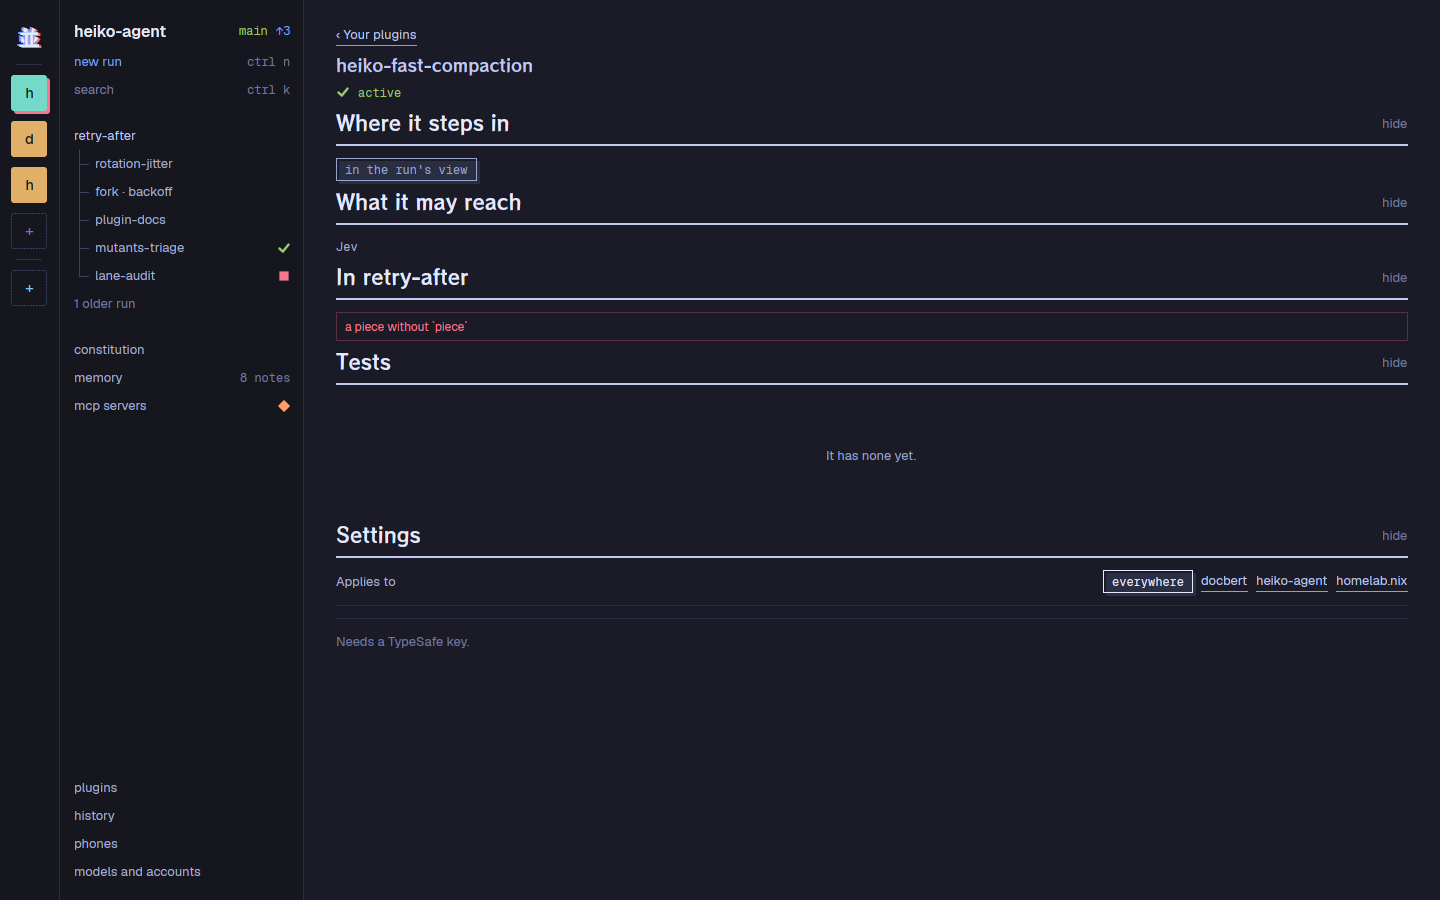 heiko-agent
main ↑3
new run
ctrl n
search
ctrl k
h
d
h
+
+
retry-after
rotation-jitter
fork · backoff
plugin-docs
mutants-triage
lane-audit
1 older run
constitution
memory
8 notes
mcp servers
plugins
history
phones
models and accounts
‹ Your plugins
heiko-fast-compaction
active
Where it steps in
hide
in the run's view
What it may reach
hide
Jev
In retry-after
hide
a piece without `piece`
Tests
hide
It has none yet.
Settings
hide
Applies to
everywhere docbert heiko-agent homelab.nix
Needs a TypeSafe key.